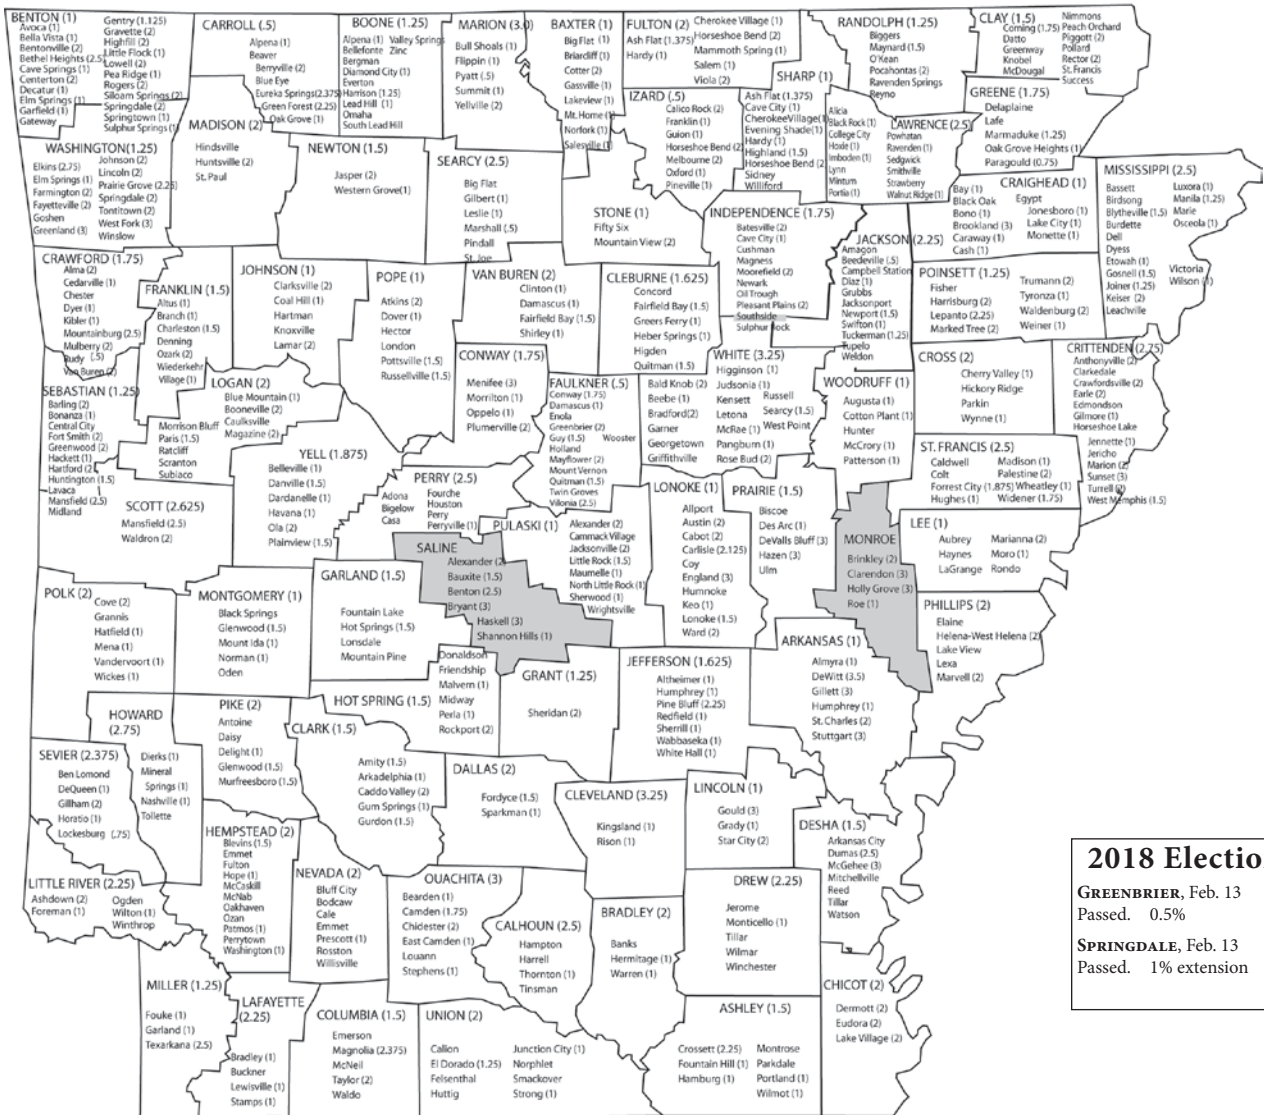 BENTON (1)
Avoca (1)
Bella Vista (1)
Bentonville (2)
Bethel Heights (2.5)
Cave Springs (1)
Centerton (2)
Decatur (1)
Elm Springs (1)
Garfield (1)
Gateway
Gentry (1.125)
Gravette (2)
Highfill (2)
Little Flock (1)
Lowell (2)
Pea Ridge (1)
Rogers (2)
Siloam Springs (2)
Springdale (2)
Springtown (1)
Sulphur Springs (1)
CARROLL (.5)
Alpena (1)
Beaver
Berryville (2)
Blue Eye
Eureka Springs(2.375)
Green Forest (2.25)
Oak Grove (1)
BOONE (1.25)
Alpena (1)
Bellefonte
Bergman
Diamond City (1)
Everton
Harrison (1.25)
Lead Hill (1)
Omaha
South Lead Hill
Valley Springs
Zinc
MARION (3.0)
Bull Shoals (1)
Flippin (1)
Pyatt (.5)
Summit (1)
Yellville (2)
BAXTER (1)
Big Flat (1)
Briarcliff (1)
Cotter (2)
Gassville (1)
Lakeview (1)
Mt. Home (1)
Norfork (1)
Salesville (1)
FULTON (2)
Ash Flat (1.375)
Hardy (1)
Cherokee Village (1)
Horseshoe Bend (2)
Mammoth Spring (1)
Salem (1)
Viola (2)
SHARP (1)
Ash Flat (1.375)
Cave City (1)
CherokeeVillage(1)
Evening Shade(1)
Hardy (1)
Highland (1.5)
Horseshoe Bend (2)
Sidney
Williford
RANDOLPH (1.25)
Biggers
Maynard (1.5)
O'Kean
Pocahontas (2)
Ravenden Springs
Reyno
CLAY (1.5)
Corning (1.75)
Datto
Greenway
Knobel
McDougal
Nimmons
Peach Orchard
Piggott (2)
Pollard
Rector (2)
St. Francis
Success
GREENE (1.75)
Delaplaine
Lafe
Marmaduke (1.25)
Oak Grove Heights (1)
Paragould (0.75)
IZARD (.5)
Calico Rock (2)
Franklin (1)
Guion (1)
Horseshoe Bend (2)
Melbourne (2)
Oxford (1)
Pineville (1)
LAWRENCE (2.5)
Alicia
Black Rock (1)
College City
Hoxie (1)
Imboden (1)
Lynn
Minturn
Portia (1)
Powhatan
Ravenden (1)
Sedgwick
Smithville
Strawberry
Walnut Ridge (1)
WASHINGTON(1.25)
Elkins (2.75)
Elm Springs (1)
Farmington (2)
Fayetteville (2)
Goshen
Greenland (3)
Johnson (2)
Lincoln (2)
Prairie Grove (2.25)
Springdale (2)
Tontitown (2)
West Fork (3)
Winslow
MADISON (2)
Hindsville
Huntsville (2)
St. Paul
NEWTON (1.5)
Jasper (2)
Western Grove(1)
SEARCY (2.5)
Big Flat
Gilbert (1)
Leslie (1)
Marshall (.5)
Pindall
St. Joe
STONE (1)
Fifty Six
Mountain View (2)
INDEPENDENCE (1.75)
Batesville (2)
Cave City (1)
Cushman
Magness
Moorefield (2)
Newark
Oil Trough
Pleasant Plains (2)
Southside
Sulphur Rock
CRAIGHEAD (1)
Bay (1)
Black Oak
Bono (1)
Brookland (3)
Caraway (1)
Cash (1)
Egypt
Jonesboro (1)
Lake City (1)
Monette (1)
MISSISSIPPI (2.5)
Bassett
Birdsong
Blytheville (1.5)
Burdette
Dell
Dyess
Etowah (1)
Gosnell (1.5)
Joiner (1.25)
Keiser (2)
Leachville
Luxora (1)
Manila (1.25)
Marie
Osceola (1)
Victoria
Wilson (1)
JACKSON (2.25)
Amagon
Beedeville (.5)
Campbell Station
Diaz (1)
Grubbs
Jacksonport
Newport (1.5)
Swifton (1)
Tuckerman (1.25)
Tupelo
Weldon
POINSETT (1.25)
Fisher
Harrisburg (2)
Lepanto (2.25)
Marked Tree (2)
Trumann (2)
Tyronza (1)
Waldenburg (2)
Weiner (1)
CRAWFORD (1.75)
Alma (2)
Cedarville (1)
Chester
Dyer (1)
Kibler (1)
Mountainburg (2.5)
Mulberry (2)
Rudy (.5)
Van Buren (2)
FRANKLIN (1.5)
Altus (1)
Branch (1)
Charleston (1.5)
Denning
Ozark (2)
Wiederkehr
Village (1)
JOHNSON (1)
Clarksville (2)
Coal Hill (1)
Hartman
Knoxville
Lamar (2)
POPE (1)
Atkins (2)
Dover (1)
Hector
London
Pottsville (1.5)
Russellville (1.5)
VAN BUREN (2)
Clinton (1)
Damascus (1)
Fairfield Bay (1.5)
Shirley (1)
CLEBURNE (1.625)
Concord
Fairfield Bay (1.5)
Greers Ferry (1)
Heber Springs (1)
Higden
Quitman (1.5)
WHITE (3.25)
Bald Knob (2)
Beebe (1)
Bradford(2)
Garner
Georgetown
Griffithville
Higginson (1)
Judsonia (1)
Kensett
Letona
McRae (1)
Pangburn (1)
Rose Bud (2)
Russell
Searcy (1.5)
West Point
CROSS (2)
Cherry Valley (1)
Hickory Ridge
Parkin
Wynne (1)
CRITTENDEN (2.75)
Anthonyville (2)
Clarkedale
Crawfordsville (2)
Earle (2)
Edmondson
Gilmore (1)
Horseshoe Lake
Jennette (1)
Jericho
Marion (2)
Sunset (3)
Turrell (2)
West Memphis (1.5)
SEBASTIAN (1.25)
Barling (2)
Bonanza (1)
Central City
Fort Smith (2)
Greenwood (2)
Hackett (1)
Hartford (2)
Huntington (1.5)
Lavaca
Mansfield (2.5)
Midland
LOGAN (2)
Blue Mountain (1)
Booneville (2)
Caulksville
Magazine (2)
Morrison Bluff
Paris (1.5)
Ratcliff
Scranton
Subiaco
CONWAY (1.75)
Menifee (3)
Morrilton (1)
Oppelo (1)
Plumerville (2)
FAULKNER (.5)
Conway (1.75)
Damascus (1)
Enola
Greenbrier (2)
Guy (1.5)
Holland
Mayflower (2)
Mount Vernon
Quitman (1.5)
Twin Groves
Vilonia (2.5)
Wooster
WOODRUFF (1)
Augusta (1)
Cotton Plant (1)
Hunter
McCrory (1)
Patterson (1)
ST. FRANCIS (2.5)
Caldwell
Colt
Forrest City (1.875)
Hughes (1)
Madison (1)
Palestine (2)
Wheatley (1)
Widener (1.75)
YELL (1.875)
Belleville (1)
Danville (1.5)
Dardanelle (1)
Havana (1)
Ola (2)
Plainview (1.5)
PERRY (2.5)
Adona
Bigelow
Casa
Fourche
Houston
Perry
Perryville (1)
SCOTT (2.625)
Mansfield (2.5)
Waldron (2)
PULASKI (1)
Alexander (2)
Cammack Village
Jacksonville (2)
Little Rock (1.5)
Maumelle (1)
North Little Rock (1)
Sherwood (1)
Wrightsville
LONOKE (1)
Allport
Austin (2)
Cabot (2)
Carlisle (2.125)
Coy
England (3)
Humnoke
Keo (1)
Lonoke (1.5)
Ward (2)
PRAIRIE (1.5)
Biscoe
Des Arc (1)
DeValls Bluff (3)
Hazen (3)
Ulm
MONROE
Brinkley (2)
Clarendon (3)
Holly Grove (3)
Roe (1)
LEE (1)
Aubrey
Haynes
LaGrange
Marianna (2)
Moro (1)
Rondo
PHILLIPS (2)
Elaine
Helena-West Helena (2)
Lake View
Lexa
Marvell (2)
SALINE
Alexander (2)
Bauxite (1.5)
Benton (2.5)
Bryant (3)
Haskell (3)
Shannon Hills (1)
GARLAND (1.5)
Fountain Lake
Hot Springs (1.5)
Lonsdale
Mountain Pine
POLK (2)
Cove (2)
Grannis
Hatfield (1)
Mena (1)
Vandervoort (1)
Wickes (1)
MONTGOMERY (1)
Black Springs
Glenwood (1.5)
Mount Ida (1)
Norman (1)
Oden
HOT SPRING (1.5)
Donaldson
Friendship
Malvern (1)
Midway
Perla (1)
Rockport (2)
GRANT (1.25)
Sheridan (2)
JEFFERSON (1.625)
Altheimer (1)
Humphrey (1)
Pine Bluff (2.25)
Redfield (1)
Sherrill (1)
Wabbaseka (1)
White Hall (1)
ARKANSAS (1)
Almyra (1)
DeWitt (3.5)
Gillett (3)
Humphrey (1)
St. Charles (2)
Stuttgart (3)
HOWARD
(2.75)
Dierks (1)
Mineral
Springs (1)
Nashville (1)
Tollette
PIKE (2)
Antoine
Daisy
Delight (1)
Glenwood (1.5)
Murfreesboro (1.5)
CLARK (1.5)
Amity (1.5)
Arkadelphia (1)
Caddo Valley (2)
Gum Springs (1)
Gurdon (1.5)
SEVIER (2.375)
Ben Lomond
DeQueen (1)
Gillham (2)
Horatio (1)
Lockesburg (.75)
DALLAS (2)
Fordyce (1.5)
Sparkman (1)
CLEVELAND (3.25)
Kingsland (1)
Rison (1)
LINCOLN (1)
Gould (3)
Grady (1)
Star City (2)
DESHA (1.5)
Arkansas City
Dumas (2.5)
McGehee (3)
Mitchellville
Reed
Tillar
Watson
HEMPSTEAD (2)
Blevins (1.5)
Emmet
Fulton
Hope (1)
McCaskill
McNab
Oakhaven
Ozan
Patmos (1)
Perrytown
Washington (1)
NEVADA (2)
Bluff City
Bodcaw
Cale
Emmet
Prescott (1)
Rosston
Willisville
LITTLE RIVER (2.25)
Ashdown (2)
Foreman (1)
Ogden
Wilton (1)
Winthrop
OUACHITA (3)
Bearden (1)
Camden (1.75)
Chidester (2)
East Camden (1)
Louann
Stephens (1)
CALHOUN (2.5)
Hampton
Harrell
Thornton (1)
Tinsman
BRADLEY (2)
Banks
Hermitage (1)
Warren (1)
DREW (2.25)
Jerome
Monticello (1)
Tillar
Wilmar
Winchester
MILLER (1.25)
Fouke (1)
Garland (1)
Texarkana (2.5)
LAFAYETTE
(2.25)
Bradley (1)
Buckner
Lewisville (1)
Stamps (1)
COLUMBIA (1.5)
Emerson
Magnolia (2.375)
McNeil
Taylor (2)
Waldo
UNION (2)
Callion
El Dorado (1.25)
Felsenthal
Huttig
Junction City (1)
Norphlet
Smackover
Strong (1)
ASHLEY (1.5)
Crossett (2.25)
Fountain Hill (1)
Hamburg (1)
Montrose
Parkdale
Portland (1)
Wilmot (1)
CHICOT (2)
Dermott (2)
Eudora (2)
Lake Village (2)
2018 Electio
GREENBRIER, Feb. 13
Passed. 0.5%
SPRINGDALE, Feb. 13
Passed. 1% extension